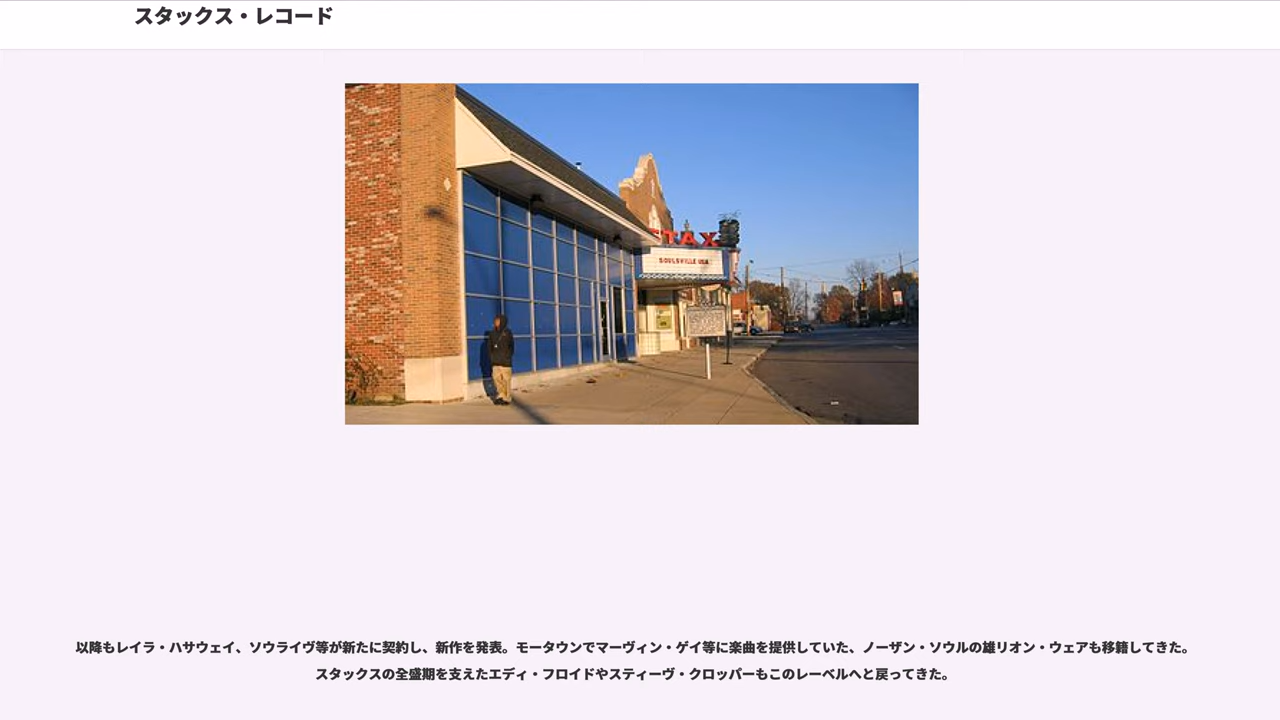 スタックス・レコード
STAX
SOULSVILLE USA
以降もレイラ・ハサウェイ、ソウライヴ等が新たに契約し、新作を発表。モータウンでマーヴィン・ゲイ等に楽曲を提供していた、ノーザン・ソウルの雄リオン・ウェアも移籍してきた。
スタックスの全盛期を支えたエディ・フロイドやスティーヴ・クロッパーもこのレーベルへと戻ってきた。